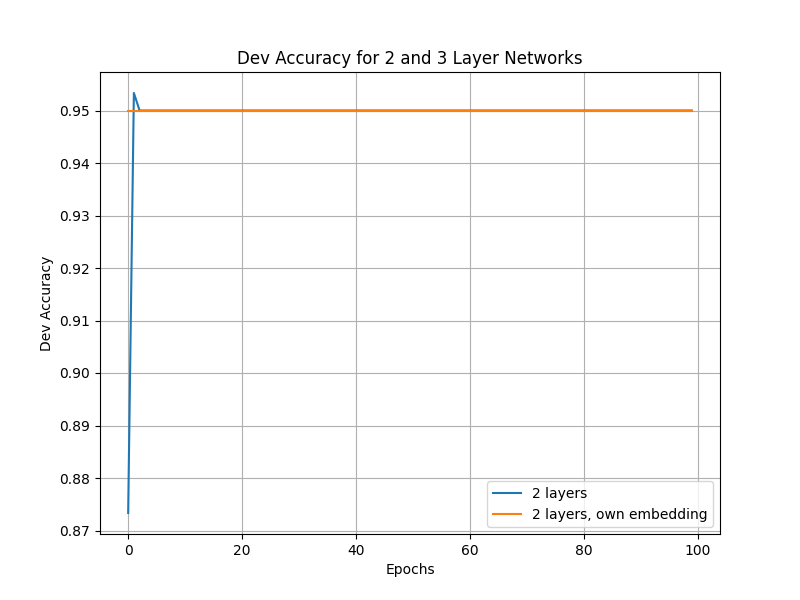 Dev Accuracy for 2 and 3 Layer Networks
Dev Accuracy
0.95
0.94
0.93
0.92
0.91
0.90
0.89
0.88
0.87
0 20 40 60 80 100
Epochs
2 layers
2 layers, own embedding